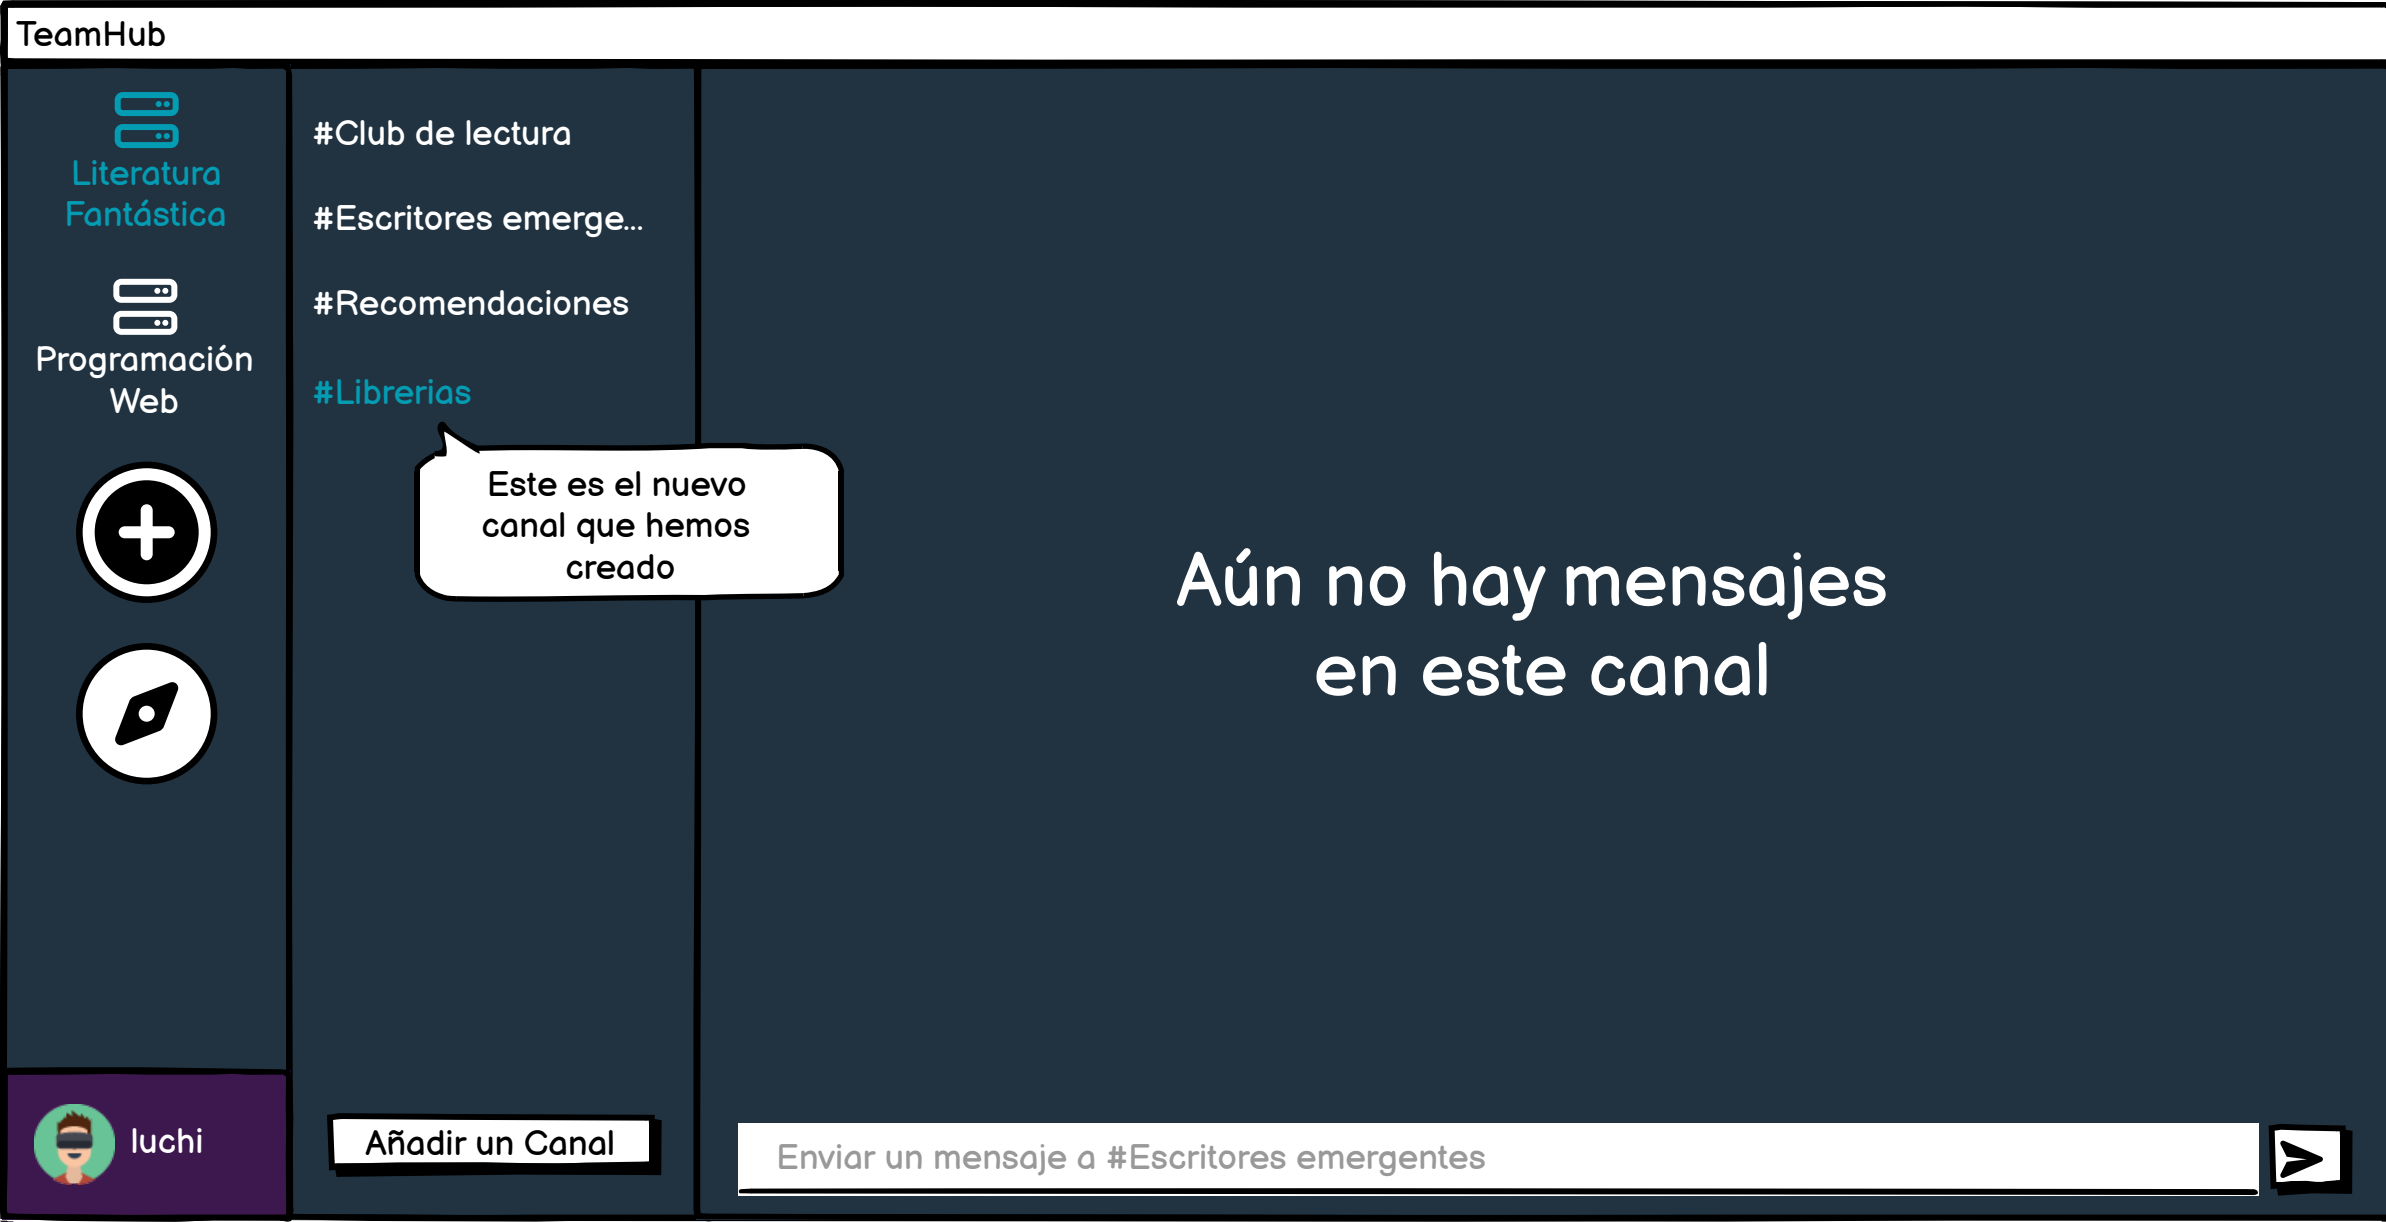 TeamHub
Literatura
Fantástica
Programación
Web
luchi
#Club de lectura
#Escritores emerge...
#Recomendaciones
#Librerias
Este es el nuevo
canal que hemos
creado
Añadir un Canal
Aún no hay mensajes
en este canal
Enviar un mensaje a #Escritores emergentes